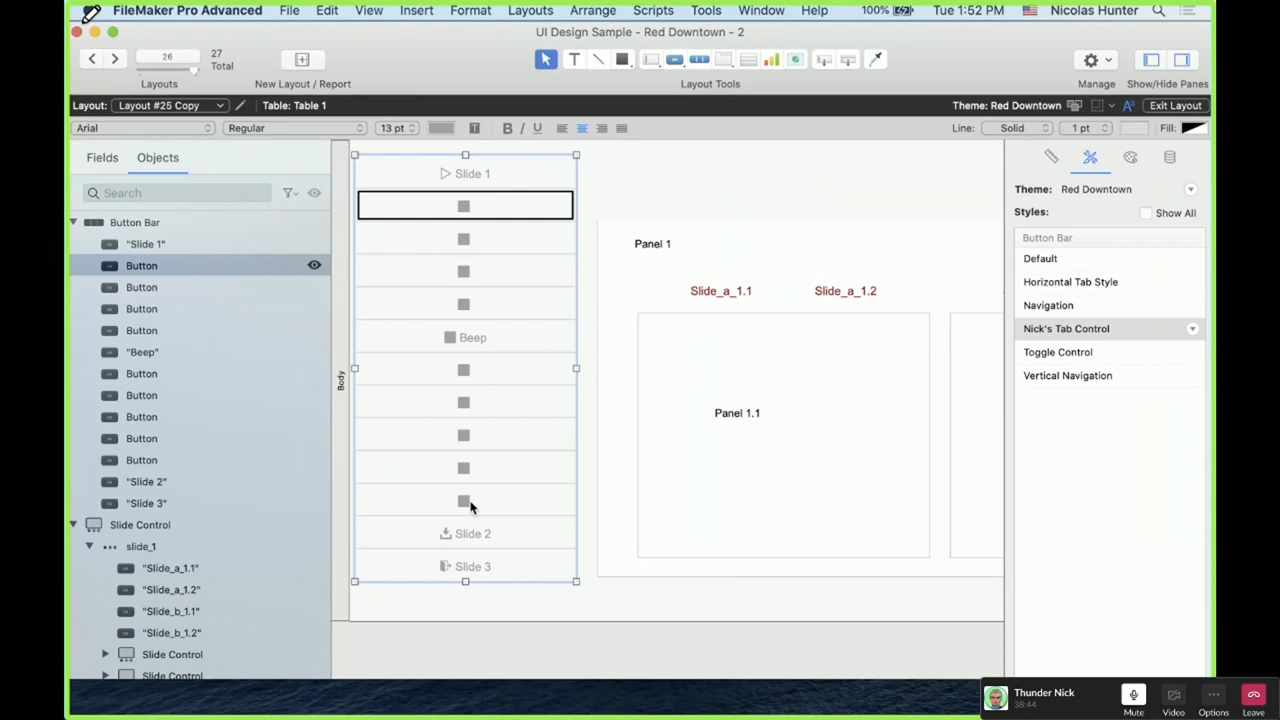 FileMaker Pro Advanced File Edit View Insert Format Layouts Arrange Scripts Tools Window Help 100% Tue 1:52 PM Nicolas Hunter
UI Design Sample - Red Downtown - 2
26
27
Total
Layouts
New Layout / Report
Layout Tools
Manage
Show/Hide Panes
Layout: Layout #25 Copy Table: Table 1 Theme: Red Downtown Exit Layout
Arial Regular 13 pt B I U Line: Solid 1 pt Fill:
Fields Objects
Search
Button Bar
"Slide 1"
Button
Button
Button
Button
"Beep"
Button
Button
Button
Button
Button
"Slide 2"
"Slide 3"
Slide Control
slide_1
"Slide_a_1.1"
"Slide_a_1.2"
"Slide_b_1.1"
"Slide_b_1.2"
Slide Control
Slide Control
Body
Slide 1
Beep
Slide 2
Slide 3
Panel 1
Slide_a_1.1 Slide_a_1.2
Panel 1.1
Theme: Red Downtown
Styles: Show All
Button Bar
Default
Horizontal Tab Style
Navigation
Nick's Tab Control
Toggle Control
Vertical Navigation
Thunder Nick
38:44
Mute Video Options Leave